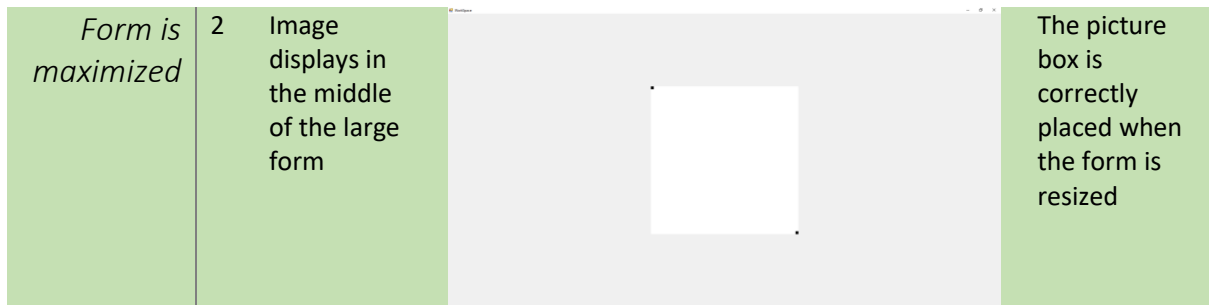 Form is
maximized
2
Image
displays in
the middle
of the large
form
WorkSpace
The picture
box is
correctly
placed when
the form is
resized